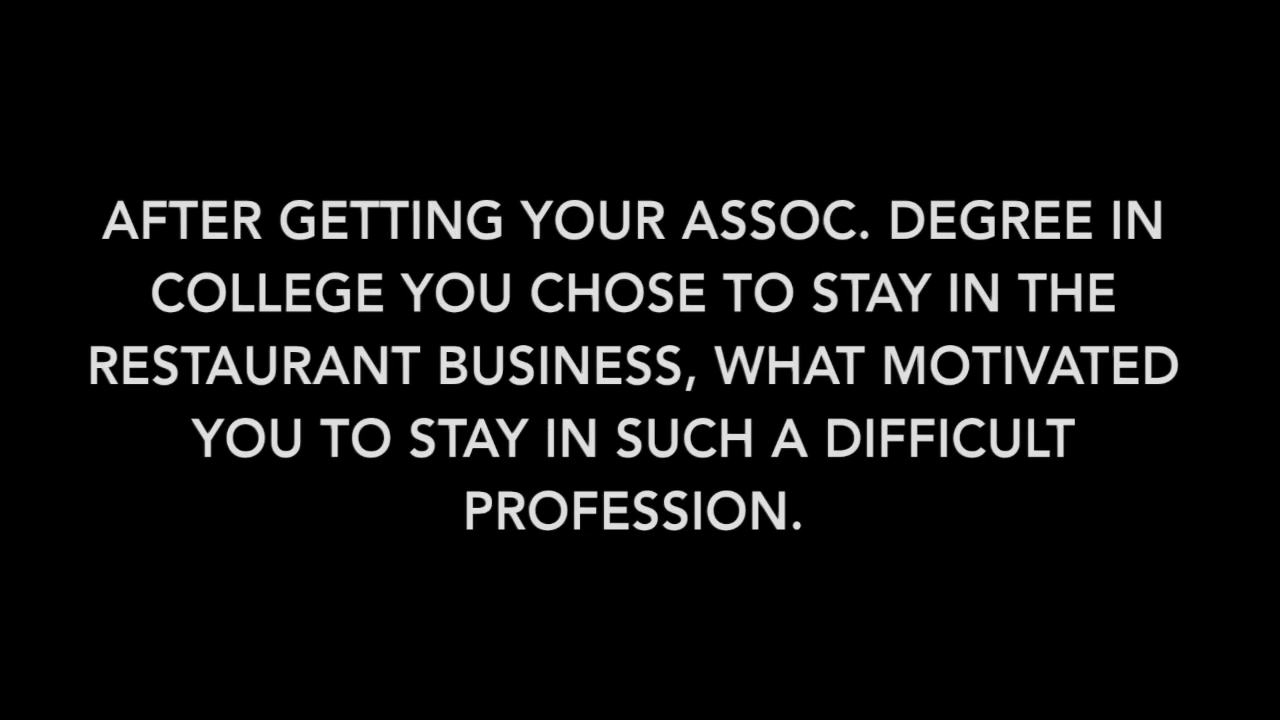 AFTER GETTING YOUR ASSOC. DEGREE IN
COLLEGE YOU CHOSE TO STAY IN THE
RESTAURANT BUSINESS, WHAT MOTIVATED
YOU TO STAY IN SUCH A DIFFICULT
PROFESSION.